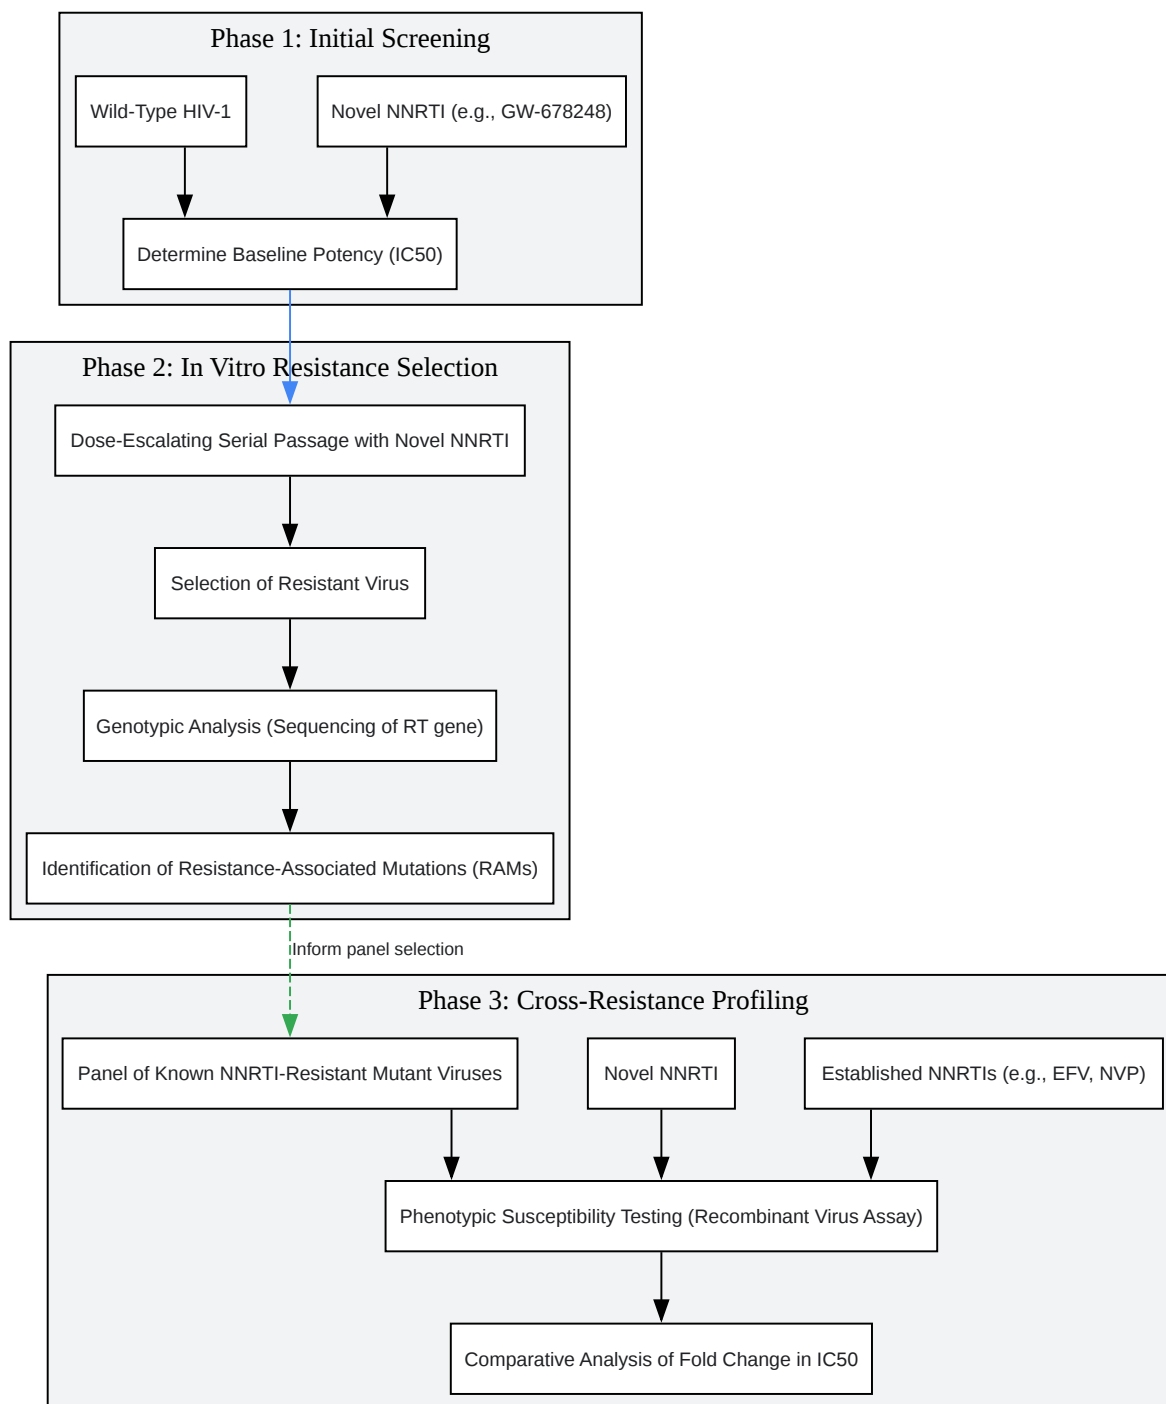 Phase 1: Initial Screening
Wild-Type HIV-1
Novel NNRTI (e.g., GW-678248)
Determine Baseline Potency (IC50)
Phase 2: In Vitro Resistance Selection
Dose-Escalating Serial Passage with Novel NNRTI
Selection of Resistant Virus
Genotypic Analysis (Sequencing of RT gene)
Identification of Resistance-Associated Mutations (RAMs)
Inform panel selection
Phase 3: Cross-Resistance Profiling
Panel of Known NNRTI-Resistant Mutant Viruses
Novel NNRTI
Established NNRTIs (e.g., EFV, NVP)
Phenotypic Susceptibility Testing (Recombinant Virus Assay)
Comparative Analysis of Fold Change in IC50